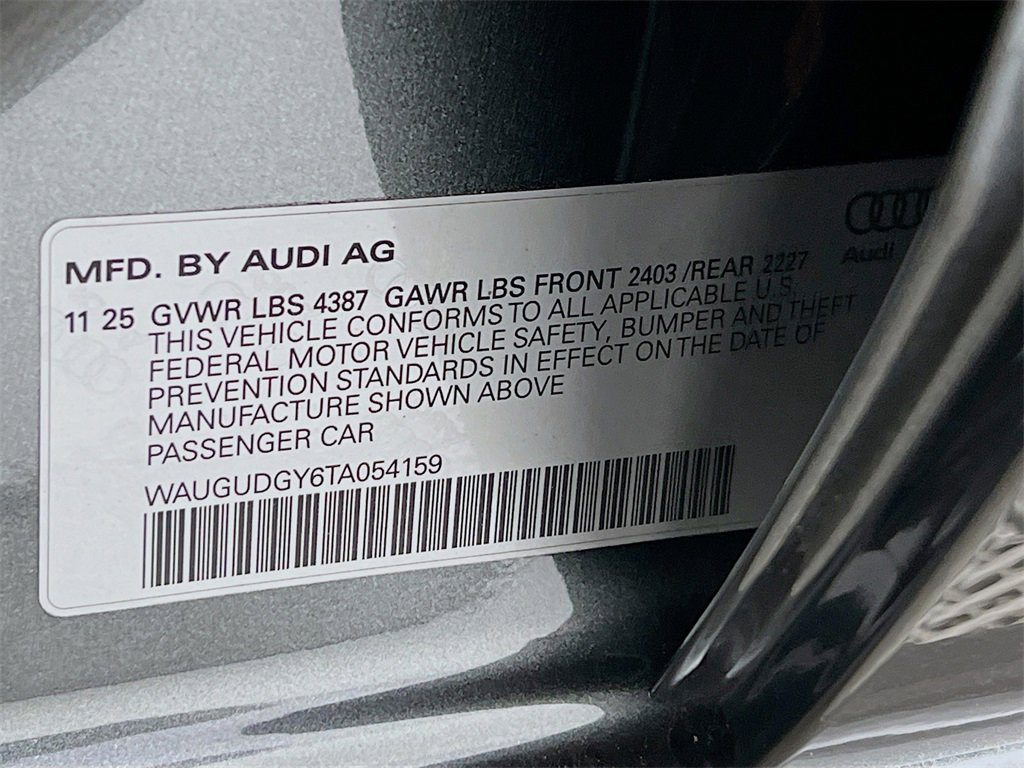 Audi
MFD. BY AUDI AG
11 25 GVWR LBS 4387 GAWR LBS FRONT 2403 /REAR 2227
THIS VEHICLE CONFORMS TO ALL APPLICABLE U.S.
FEDERAL MOTOR VEHICLE SAFETY, BUMPER AND THEFT
PREVENTION STANDARDS IN EFFECT ON THE DATE OF
MANUFACTURE SHOWN ABOVE
PASSENGER CAR
WAUGUDGY6TA054159